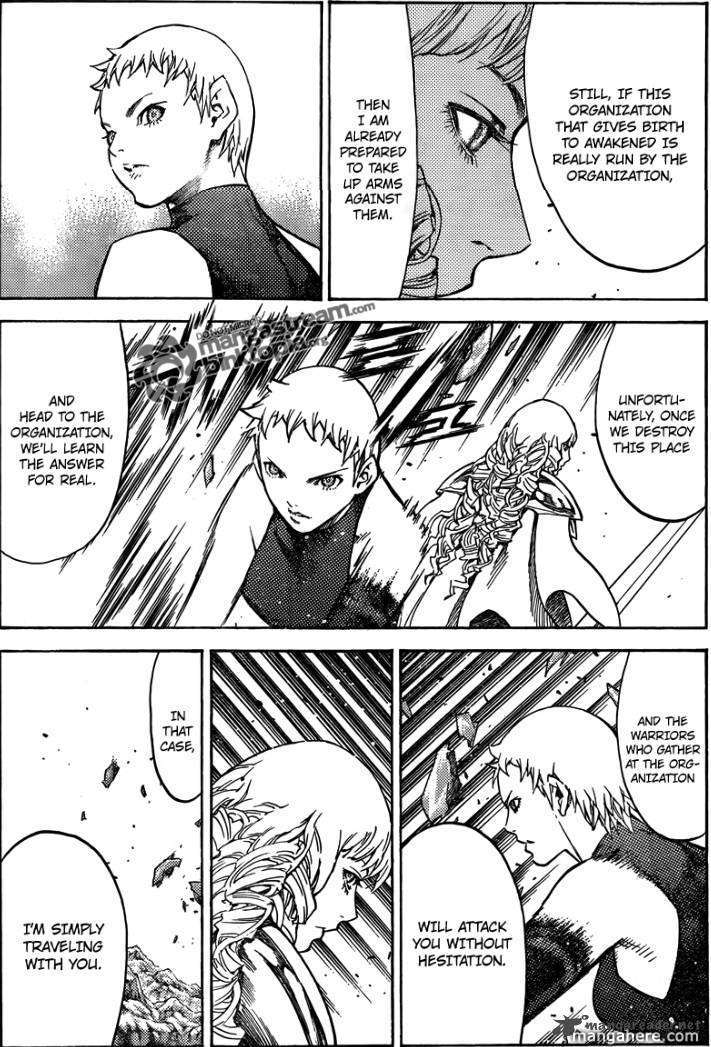 STILL, IF THIS
ORGANIZATION
THAT GIVES BIRTH
TO AWAKENED IS
REALLY RUN BY THE
ORGANIZATION,
THEN
I AM
ALREADY
PREPARED
TO TAKE
UP ARMS
AGAINST
THEM.
UNFORTU-
NATELY, ONCE
WE DESTROY
THIS PLACE
AND
HEAD TO THE
ORGANIZATION,
WE'LL LEARN
THE ANSWER
FOR REAL.
mangastream.com
AND THE
WARRIORS
WHO GATHER
AT THE ORG-
ANIZATION
WILL ATTACK
YOU WITHOUT
HESITATION.
IN
THAT
CASE,
I'M SIMPLY
TRAVELING
WITH YOU.
mangareader.net
mangahere.com